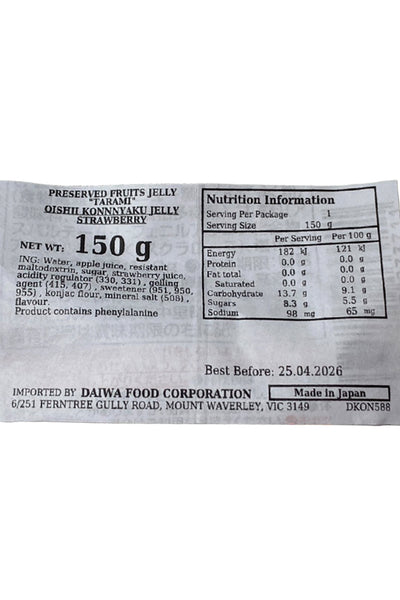 PRESERVED FRUITS JELLY
"TARAMI"
OISHII KONNNYAKU JELLY
STRAWBERRY
NET WT: 150 g
ING: Water, apple juice, resistant
maltodextrin, sugar, strawberry juice,
acidity regulator (330, 331) , gelling
agent (415, 407) , sweetener (951, 950,
955) , konjac flour, mineral salt (508) ,
flavour.
Product contains phenylalanine
Nutrition Information
Serving Per Package 1
Serving Size 150 g
Per Serving Per 100 g
Energy 182 kJ 121 kJ
Protein 0.0 g 0.0 g
Fat total 0.0 g 0.0 g
Saturated 0.0 g 0.0 g
Carbohydrate 13.7 g 9.1 g
Sugars 8.3 g 5.5 g
Sodium 98 mg 65 mg
Best Before: 25.04.2026
IMPORTED BY DAIWA FOOD CORPORATION Made in Japan
6/251 FERNTREE GULLY ROAD, MOUNT WAVERLEY, VIC 3149 DKON588